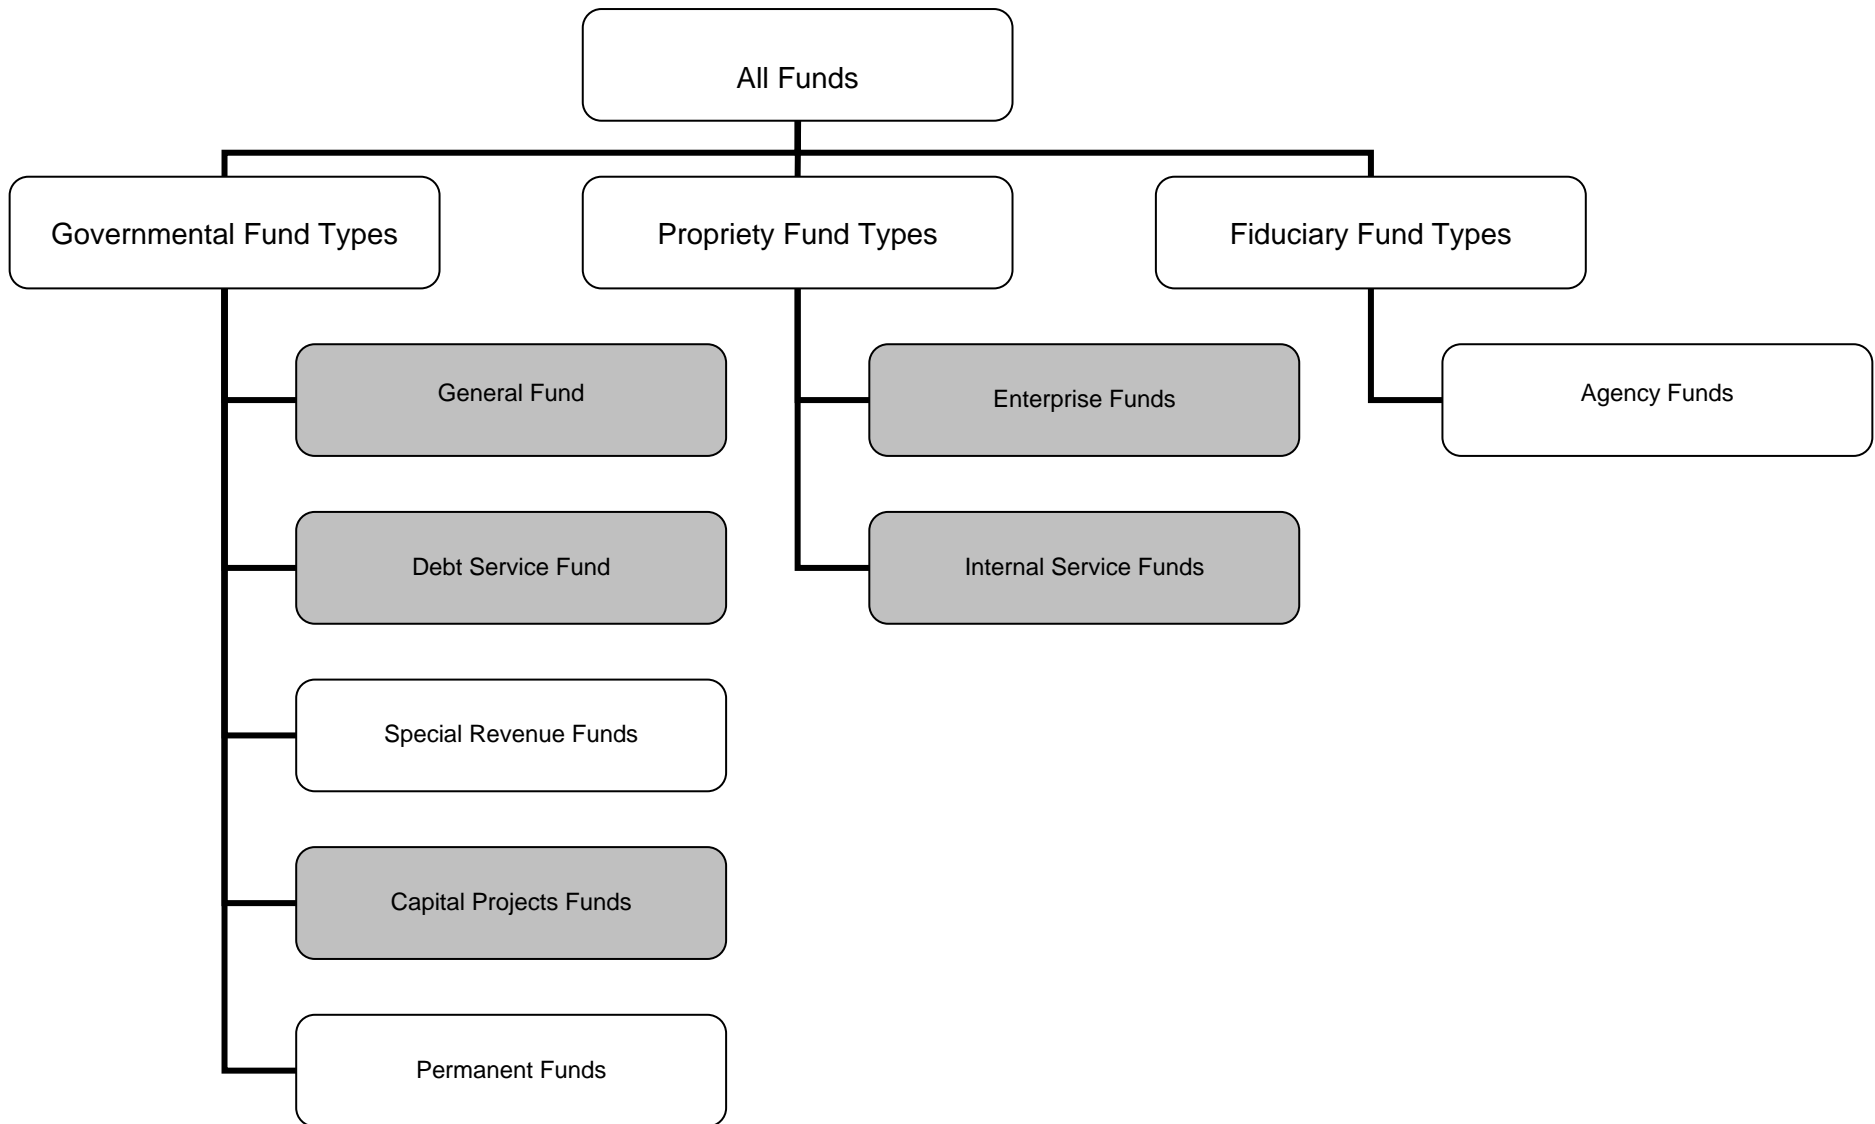 All Funds
Governmental Fund Types
Propriety Fund Types
Fiduciary Fund Types
General Fund
Enterprise Funds
Agency Funds
Debt Service Fund
Internal Service Funds
Special Revenue Funds
Capital Projects Funds
Permanent Funds